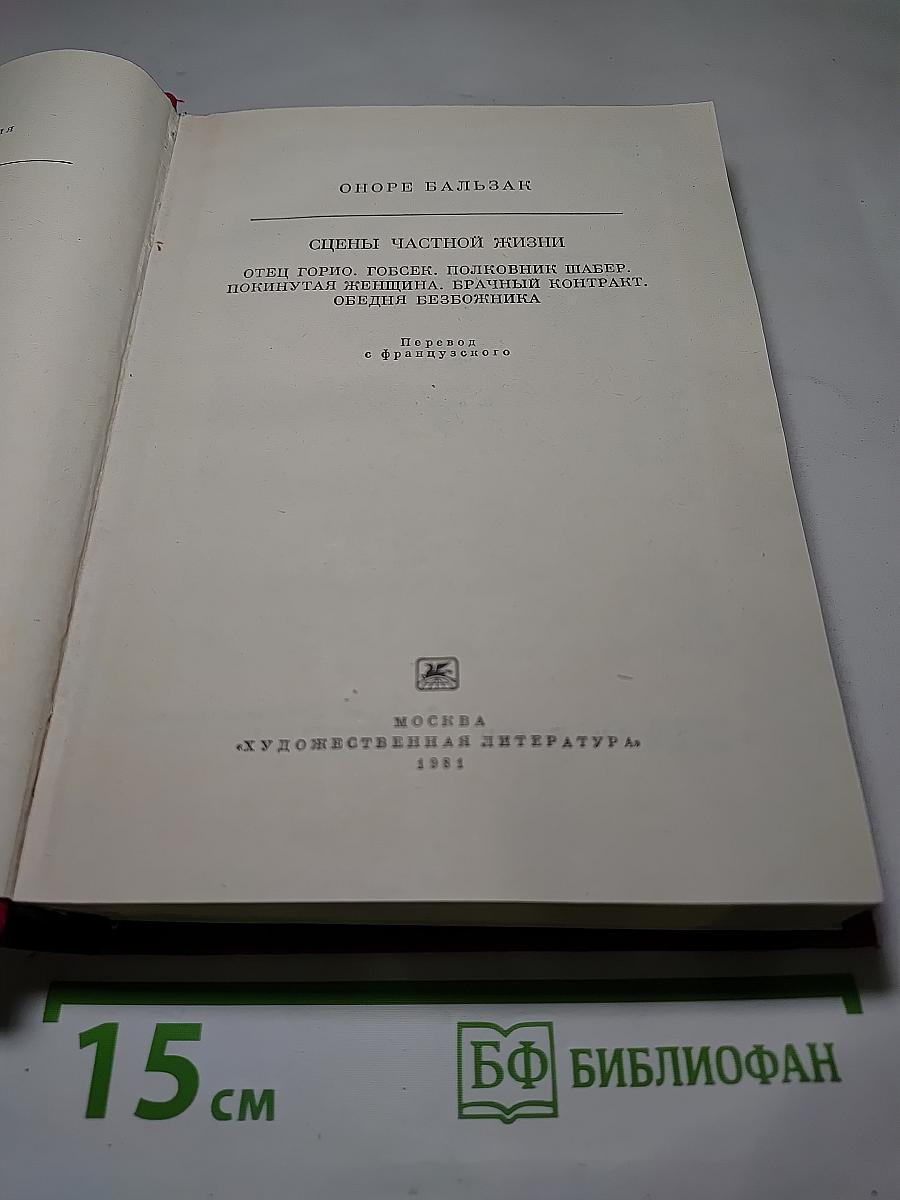 ОНОРЕ БАЛЬЗАК
СЦЕНЫ ЧАСТНОЙ ЖИЗНИ
ОТЕЦ ГОРИО. ГОБСЕК. ПОЛКОВНИК ШАБЕР.
ПОКИНУТАЯ ЖЕНЩИНА. БРАЧНЫЙ КОНТРАКТ.
ОБЕДНЯ БЕЗБОЖНИКА
Перевод
с французского
МОСКВА
«ХУДОЖЕСТВЕННАЯ ЛИТЕРАТУРА»
1981
15 см
БФ БИБЛИОФАН